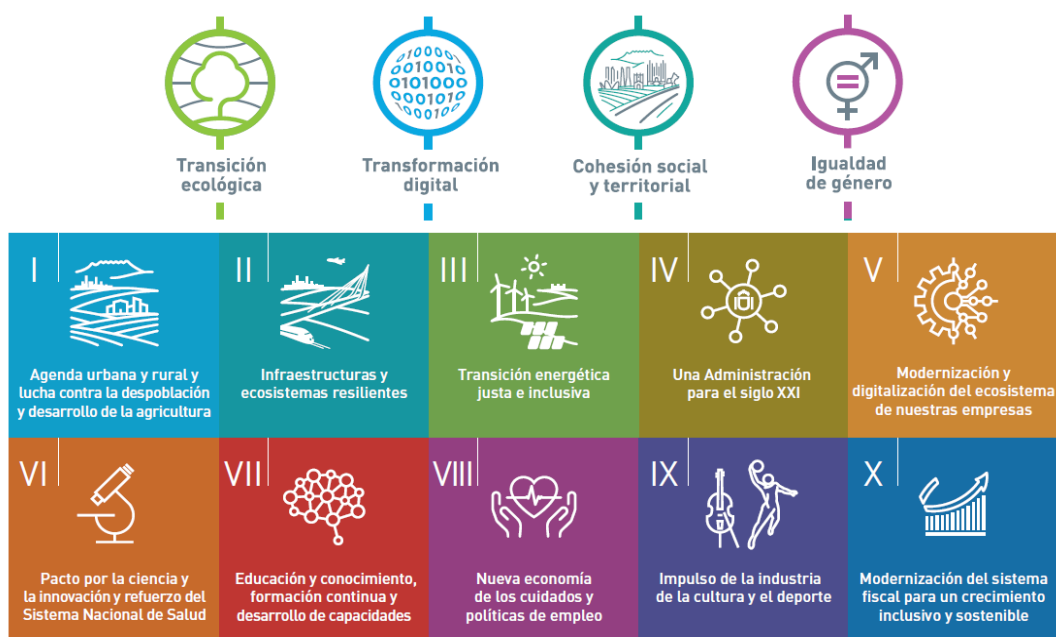 Transición
ecológica
Transformación
digital
Cohesión social
y territorial
Igualdad
de género
I
Agenda urbana y rural y
lucha contra la despoblación
y desarrollo de la agricultura
II
Infraestructuras y
ecosistemas resilientes
III
Transición energética
justa e inclusiva
IV
Una Administración
para el siglo XXI
V
Modernización y
digitalización del ecosistema
de nuestras empresas
VI
Pacto por la ciencia y
la innovación y refuerzo del
Sistema Nacional de Salud
VII
Educación y conocimiento,
formación continua y
desarrollo de capacidades
VIII
Nueva economía
de los cuidados y
políticas de empleo
IX
Impulso de la industria
de la cultura y el deporte
X
Modernización del sistema
fiscal para un crecimiento
inclusivo y sostenible